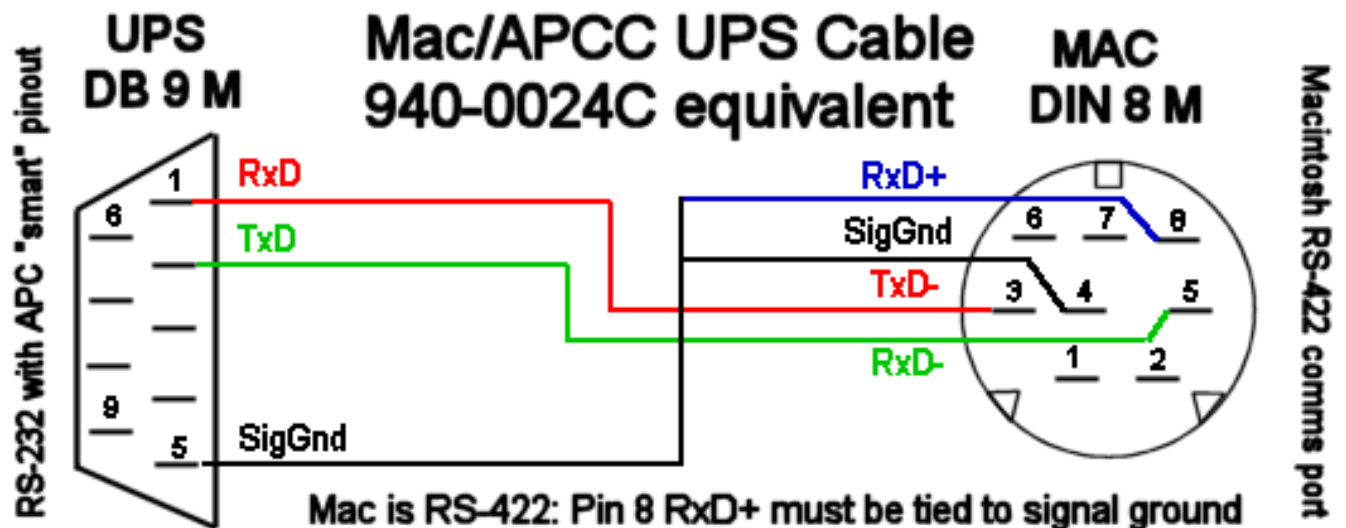 UPS
DB 9 M
Mac/APCC UPS Cable
940-0024C equivalent
MAC
DIN 8 M
RS-232 with APC "smart" pinout
Macintosh RS-422 comms port
1
6
9
5
RxD
TxD
SigGnd
RxD+
SigGnd
TxD-
RxD-
6
7
8
3
4
5
1
2
Mac is RS-422: Pin 8 RxD+ must be tied to signal ground